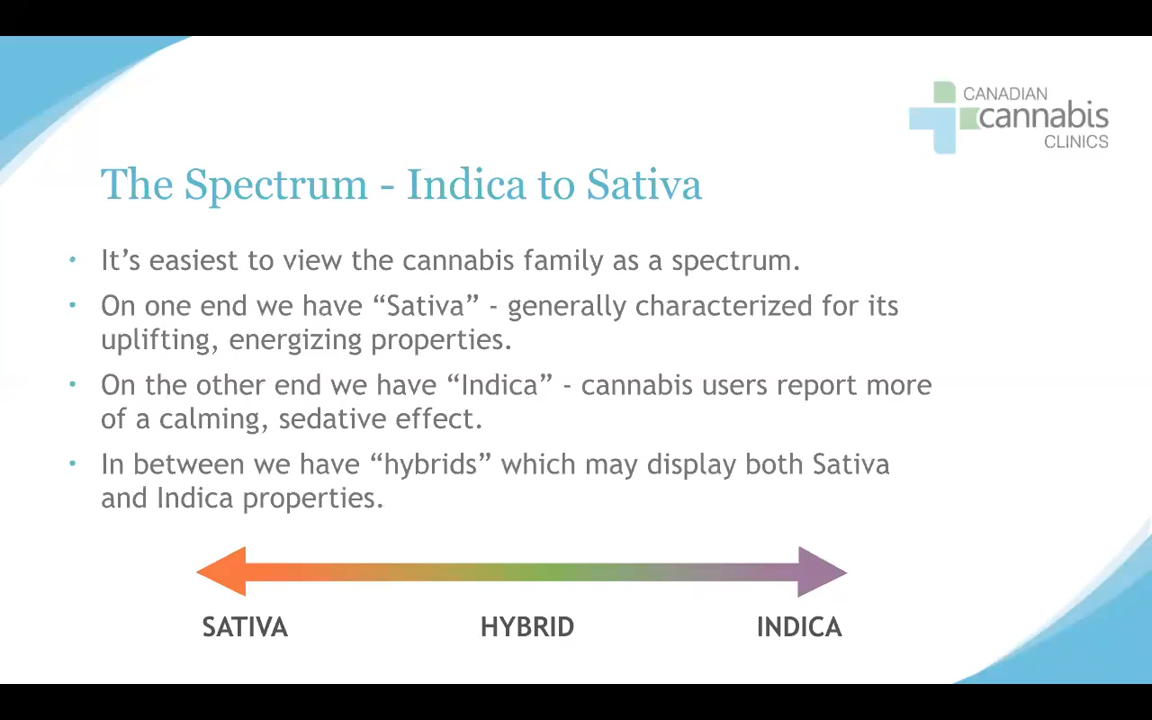 CANADIAN
cannabis
CLINICS
The Spectrum - Indica to Sativa
• It’s easiest to view the cannabis family as a spectrum.
• On one end we have “Sativa” - generally characterized for its
uplifting, energizing properties.
• On the other end we have “Indica” - cannabis users report more
of a calming, sedative effect.
• In between we have “hybrids” which may display both Sativa
and Indica properties.
SATIVA HYBRID INDICA